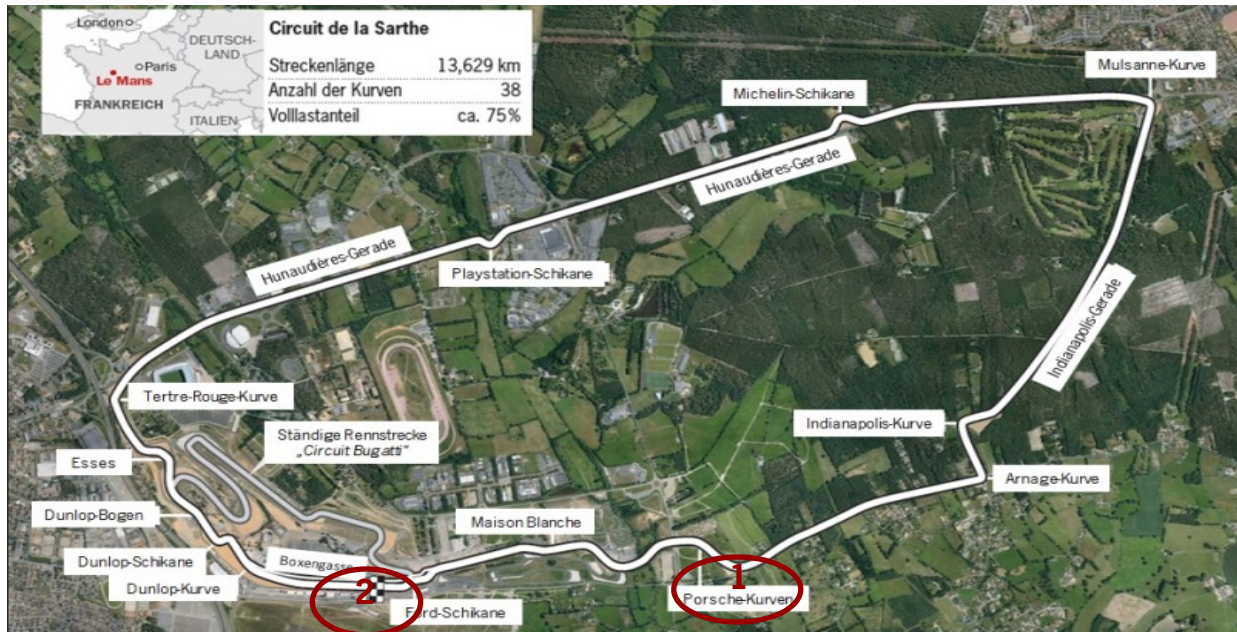 London
Paris
Le Mans
FRANKREICH
DEUTSCH-
LAND
ITALIEN
Circuit de la Sarthe
Streckenlänge 13,629 km
Anzahl der Kurven 38
Volllastanteil ca. 75%
Mulsanne-Kurve
Michelin-Schikane
Hunaudières-Gerade
Hunaudières-Gerade
Playstation-Schikane
Indianapolis-Gerade
Tertre-Rouge-Kurve
Ständige Rennstrecke
„Circuit Bugatti"
Indianapolis-Kurve
Esses
Arnage-Kurve
Dunlop-Bogen
Maison Blanche
Dunlop-Schikane
Boxengasse
Dunlop-Kurve
2
Ford-Schikane
1
Porsche-Kurven